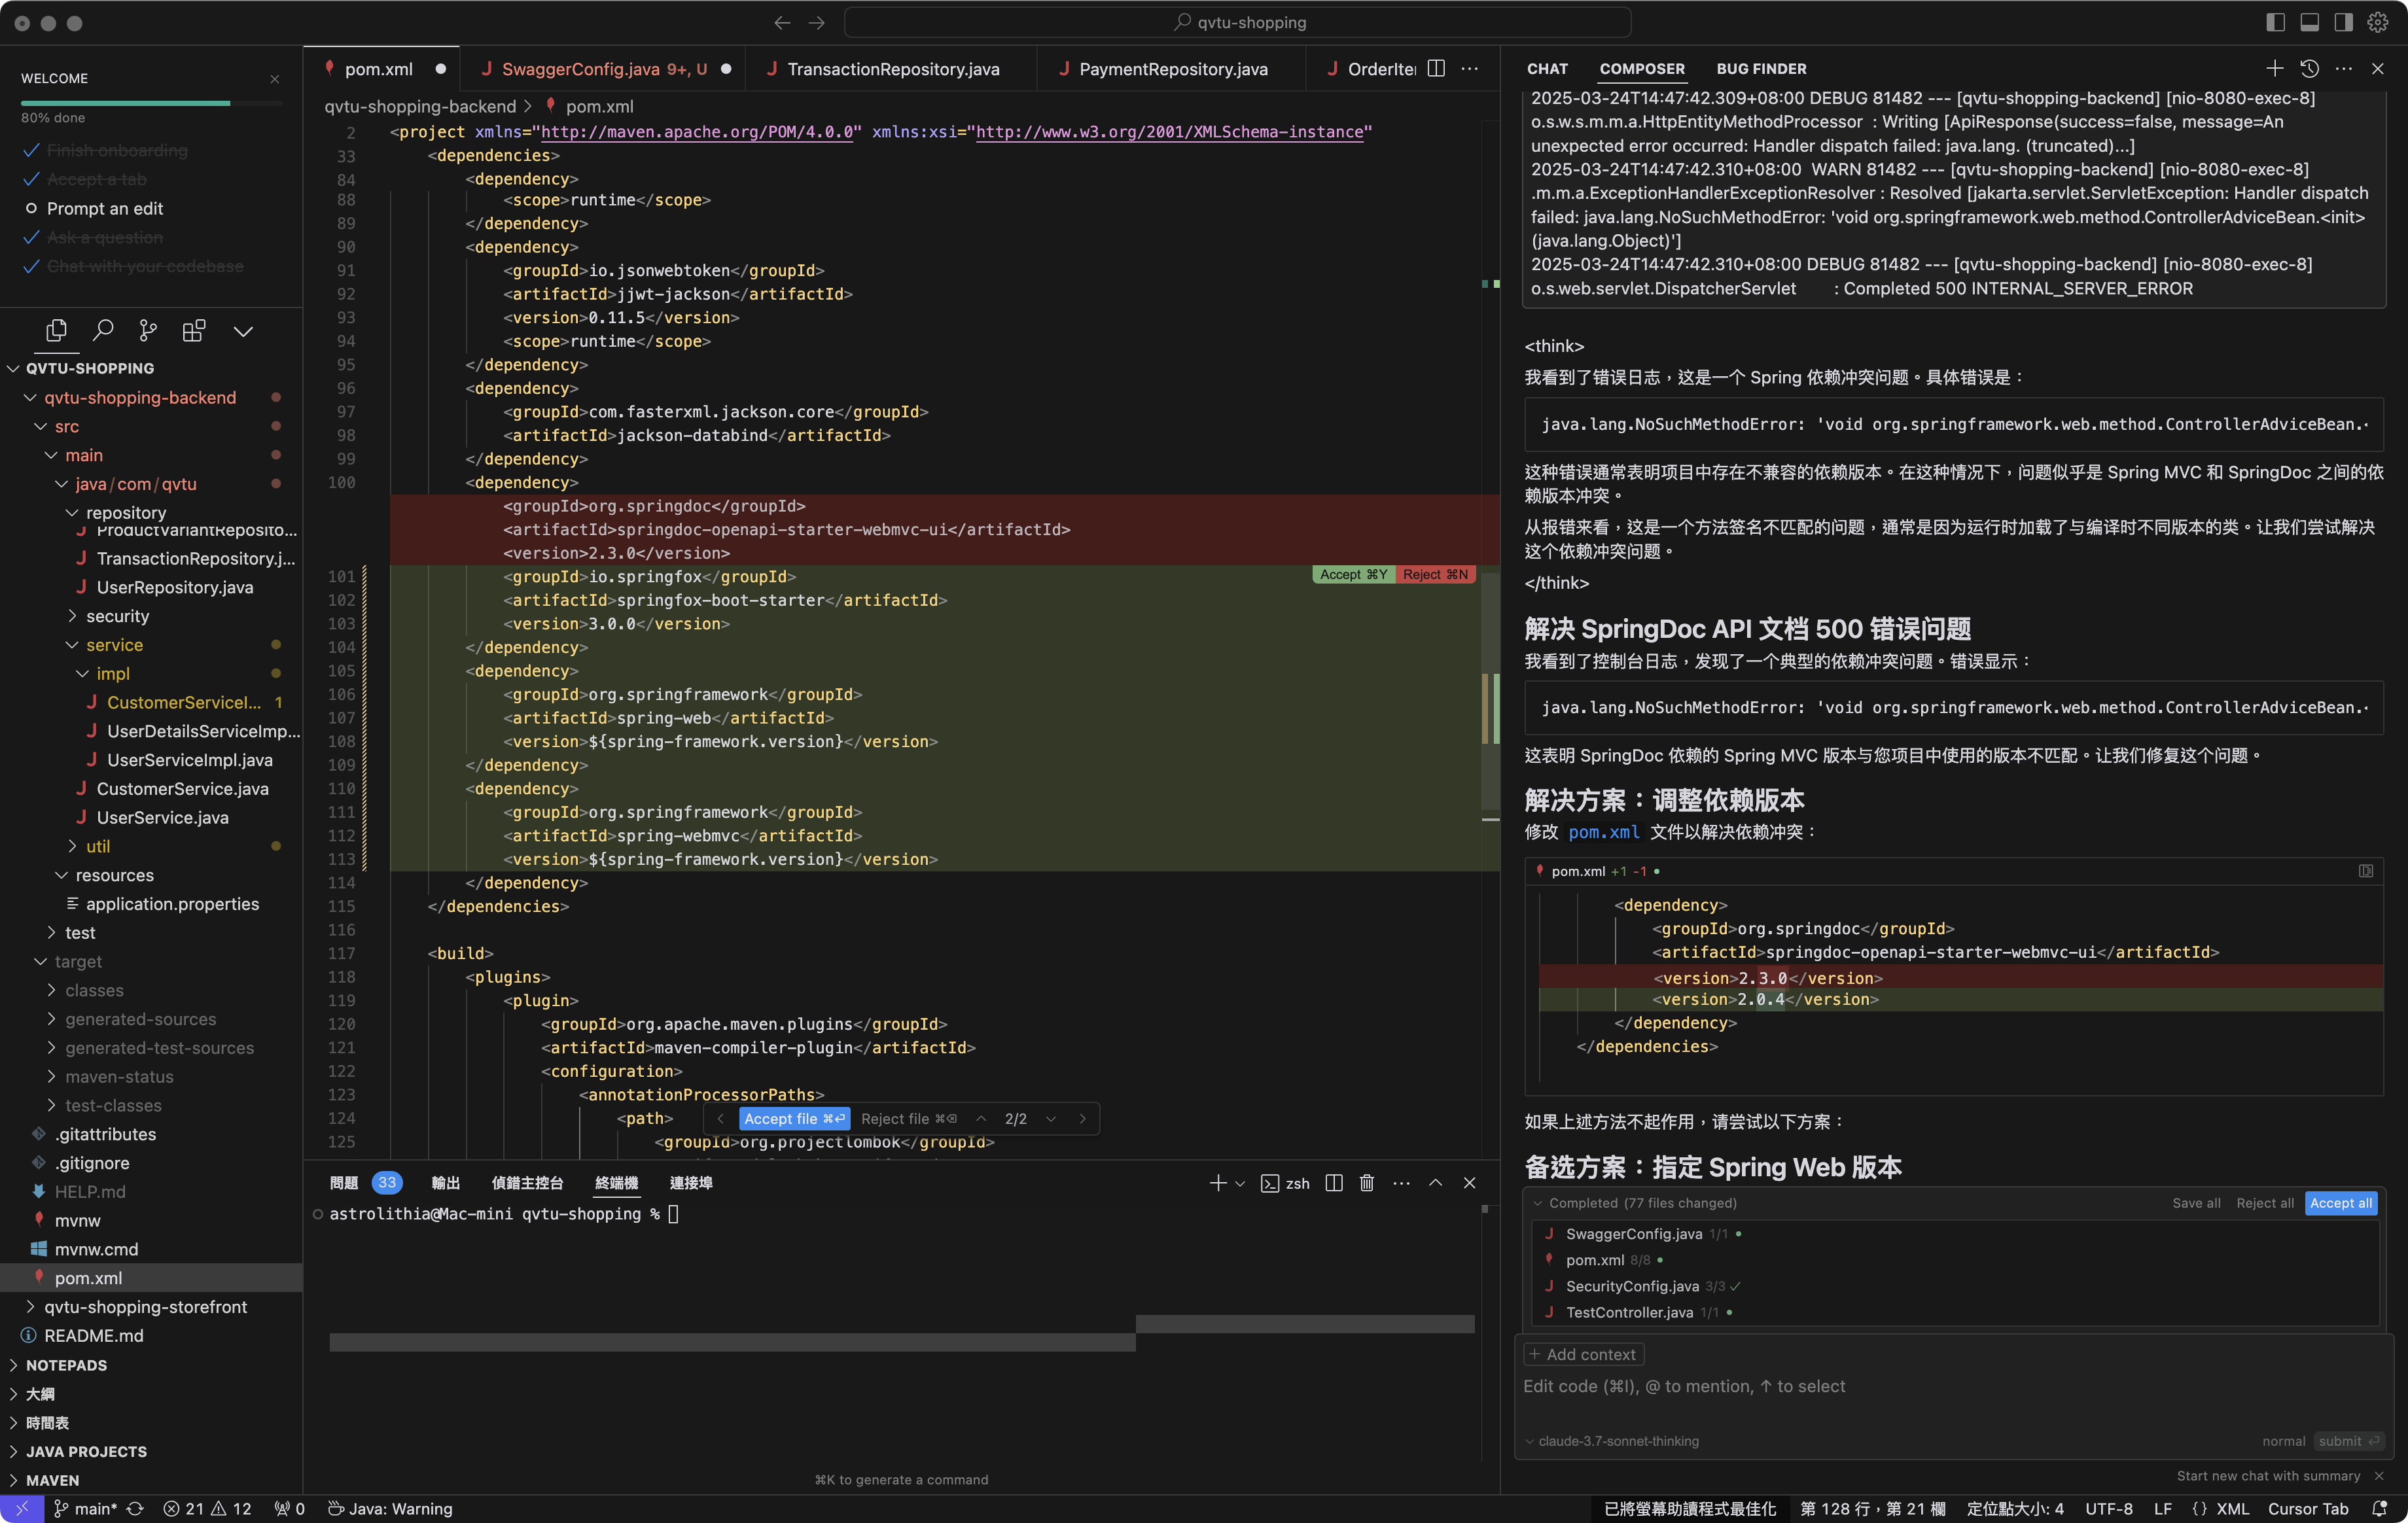 qvtu-shopping
WELCOME
80% done
Finish onboarding
Accept a tab
Prompt an edit
Ask a question
Chat with your codebase
QVTU-SHOPPING
qvtu-shopping-backend
src
main
java/com/qvtu
repository
ProductVariantReposito...
TransactionRepository.j...
UserRepository.java
security
service
impl
CustomerServiceI... 1
UserDetailsServiceImp...
UserServiceImpl.java
CustomerService.java
UserService.java
util
resources
application.properties
test
target
classes
generated-sources
generated-test-sources
maven-status
test-classes
.gitattributes
.gitignore
HELP.md
mvnw
mvnw.cmd
pom.xml
qvtu-shopping-storefront
README.md
NOTEPADS
大綱
時間表
JAVA PROJECTS
MAVEN
pom.xml
SwaggerConfig.java 9+, U
TransactionRepository.java
PaymentRepository.java
OrderIte
qvtu-shopping-backend > pom.xml
2 <project xmlns="http://maven.apache.org/POM/4.0.0" xmlns:xsi="http://www.w3.org/2001/XMLSchema-instance"
33 <dependencies>
84 <dependency>
88 <scope>runtime</scope>
89 </dependency>
90 <dependency>
91 <groupId>io.jsonwebtoken</groupId>
92 <artifactId>jjwt-jackson</artifactId>
93 <version>0.11.5</version>
94 <scope>runtime</scope>
95 </dependency>
96 <dependency>
97 <groupId>com.fasterxml.jackson.core</groupId>
98 <artifactId>jackson-databind</artifactId>
99 </dependency>
100 <dependency>
<groupId>org.springdoc</groupId>
<artifactId>springdoc-openapi-starter-webmvc-ui</artifactId>
<version>2.3.0</version>
101 <groupId>io.springfox</groupId>
Accept ⌘Y Reject ⌘N
102 <artifactId>springfox-boot-starter</artifactId>
103 <version>3.0.0</version>
104 </dependency>
105 <dependency>
106 <groupId>org.springframework</groupId>
107 <artifactId>spring-web</artifactId>
108 <version>${spring-framework.version}</version>
109 </dependency>
110 <dependency>
111 <groupId>org.springframework</groupId>
112 <artifactId>spring-webmvc</artifactId>
113 <version>${spring-framework.version}</version>
114 </dependency>
115 </dependencies>
116
117 <build>
118 <plugins>
119 <plugin>
120 <groupId>org.apache.maven.plugins</groupId>
121 <artifactId>maven-compiler-plugin</artifactId>
122 <configuration>
123 <annotationProcessorPaths>
124 <path>
Accept file ⌘⏎ Reject file ⌘⌫ 2/2
125 <groupId>org.projectlombok</groupId>
問題 33 輸出 偵錯主控台 終端機 連接埠
zsh
astrolithia@Mac-mini qvtu-shopping %
⌘K to generate a command
CHAT COMPOSER BUG FINDER
2025-03-24T14:47:42.309+08:00 DEBUG 81482 --- [qvtu-shopping-backend] [nio-8080-exec-8]
o.s.w.s.m.m.a.HttpEntityMethodProcessor : Writing [ApiResponse(success=false, message=An
unexpected error occurred: Handler dispatch failed: java.lang. (truncated)...]
2025-03-24T14:47:42.310+08:00 WARN 81482 --- [qvtu-shopping-backend] [nio-8080-exec-8]
.m.m.a.ExceptionHandlerExceptionResolver : Resolved [jakarta.servlet.ServletException: Handler dispatch
failed: java.lang.NoSuchMethodError: 'void org.springframework.web.method.ControllerAdviceBean.<init>
(java.lang.Object)']
2025-03-24T14:47:42.310+08:00 DEBUG 81482 --- [qvtu-shopping-backend] [nio-8080-exec-8]
o.s.web.servlet.DispatcherServlet : Completed 500 INTERNAL_SERVER_ERROR
<think>
我看到了错误日志，这是一个 Spring 依赖冲突问题。具体错误是：
java.lang.NoSuchMethodError: 'void org.springframework.web.method.ControllerAdviceBean.<
这种错误通常表明项目中存在不兼容的依赖版本。在这种情况下，问题似乎是 Spring MVC 和 SpringDoc 之间的依
赖版本冲突。
从报错来看，这是一个方法签名不匹配的问题，通常是因为运行时加载了与编译时不同版本的类。让我们尝试解决
这个依赖冲突问题。
</think>
解决 SpringDoc API 文档 500 错误问题
我看到了控制台日志，发现了一个典型的依赖冲突问题。错误显示：
java.lang.NoSuchMethodError: 'void org.springframework.web.method.ControllerAdviceBean.<
这表明 SpringDoc 依赖的 Spring MVC 版本与您项目中使用的版本不匹配。让我们修复这个问题。
解决方案：调整依赖版本
修改 pom.xml 文件以解决依赖冲突：
pom.xml +1 -1
<dependency>
<groupId>org.springdoc</groupId>
<artifactId>springdoc-openapi-starter-webmvc-ui</artifactId>
<version>2.3.0</version>
<version>2.0.4</version>
</dependency>
</dependencies>
如果上述方法不起作用，请尝试以下方案：
备选方案：指定 Spring Web 版本
Completed (77 files changed) Save all Reject all Accept all
SwaggerConfig.java 1/1
pom.xml 8/8
SecurityConfig.java 3/3
TestController.java 1/1
+ Add context
Edit code (⌘I), @ to mention, ↑ to select
claude-3.7-sonnet-thinking normal submit ⏎
Start new chat with summary
main* 21 12 0 Java: Warning
已將螢幕助讀程式最佳化 第 128 行，第 21 欄 定位點大小: 4 UTF-8 LF {} XML Cursor Tab